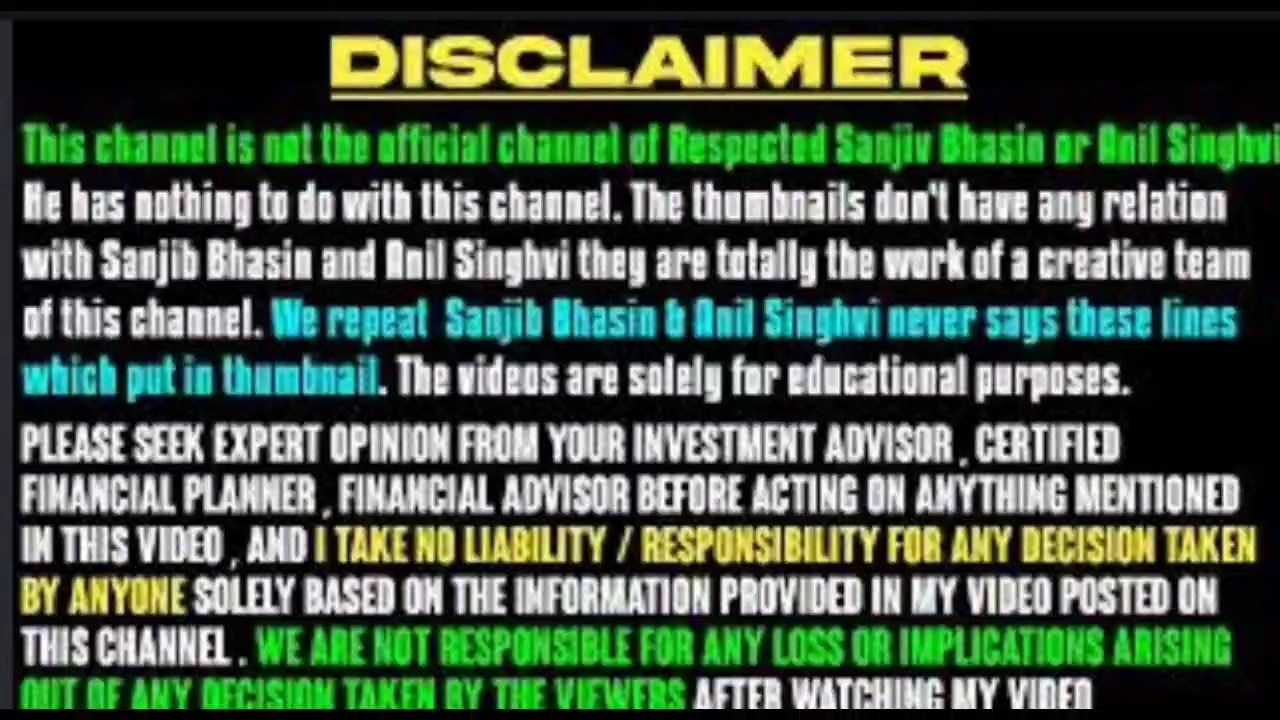 DISCLAIMER
This channel is not the official channel of Respected Sanjiv Bhasin or Anil Singhvi
He has nothing to do with this channel. The thumbnails don't have any relation
with Sanjib Bhasin and Anil Singhvi they are totally the work of a creative team
of this channel. We repeat Sanjib Bhasin & Anil Singhvi never says these lines
which put in thumbnail. The videos are solely for educational purposes.
PLEASE SEEK EXPERT OPINION FROM YOUR INVESTMENT ADVISOR , CERTIFIED
FINANCIAL PLANNER , FINANCIAL ADVISOR BEFORE ACTING ON ANYTHING MENTIONED
IN THIS VIDEO , AND I TAKE NO LIABILITY / RESPONSIBILITY FOR ANY DECISION TAKEN
BY ANYONE SOLELY BASED ON THE INFORMATION PROVIDED IN MY VIDEO POSTED ON
THIS CHANNEL . WE ARE NOT RESPONSIBLE FOR ANY LOSS OR IMPLICATIONS ARISING
OUT OF ANY DECISION TAKEN BY THE VIEWERS AFTER WATCHING MY VIDEO